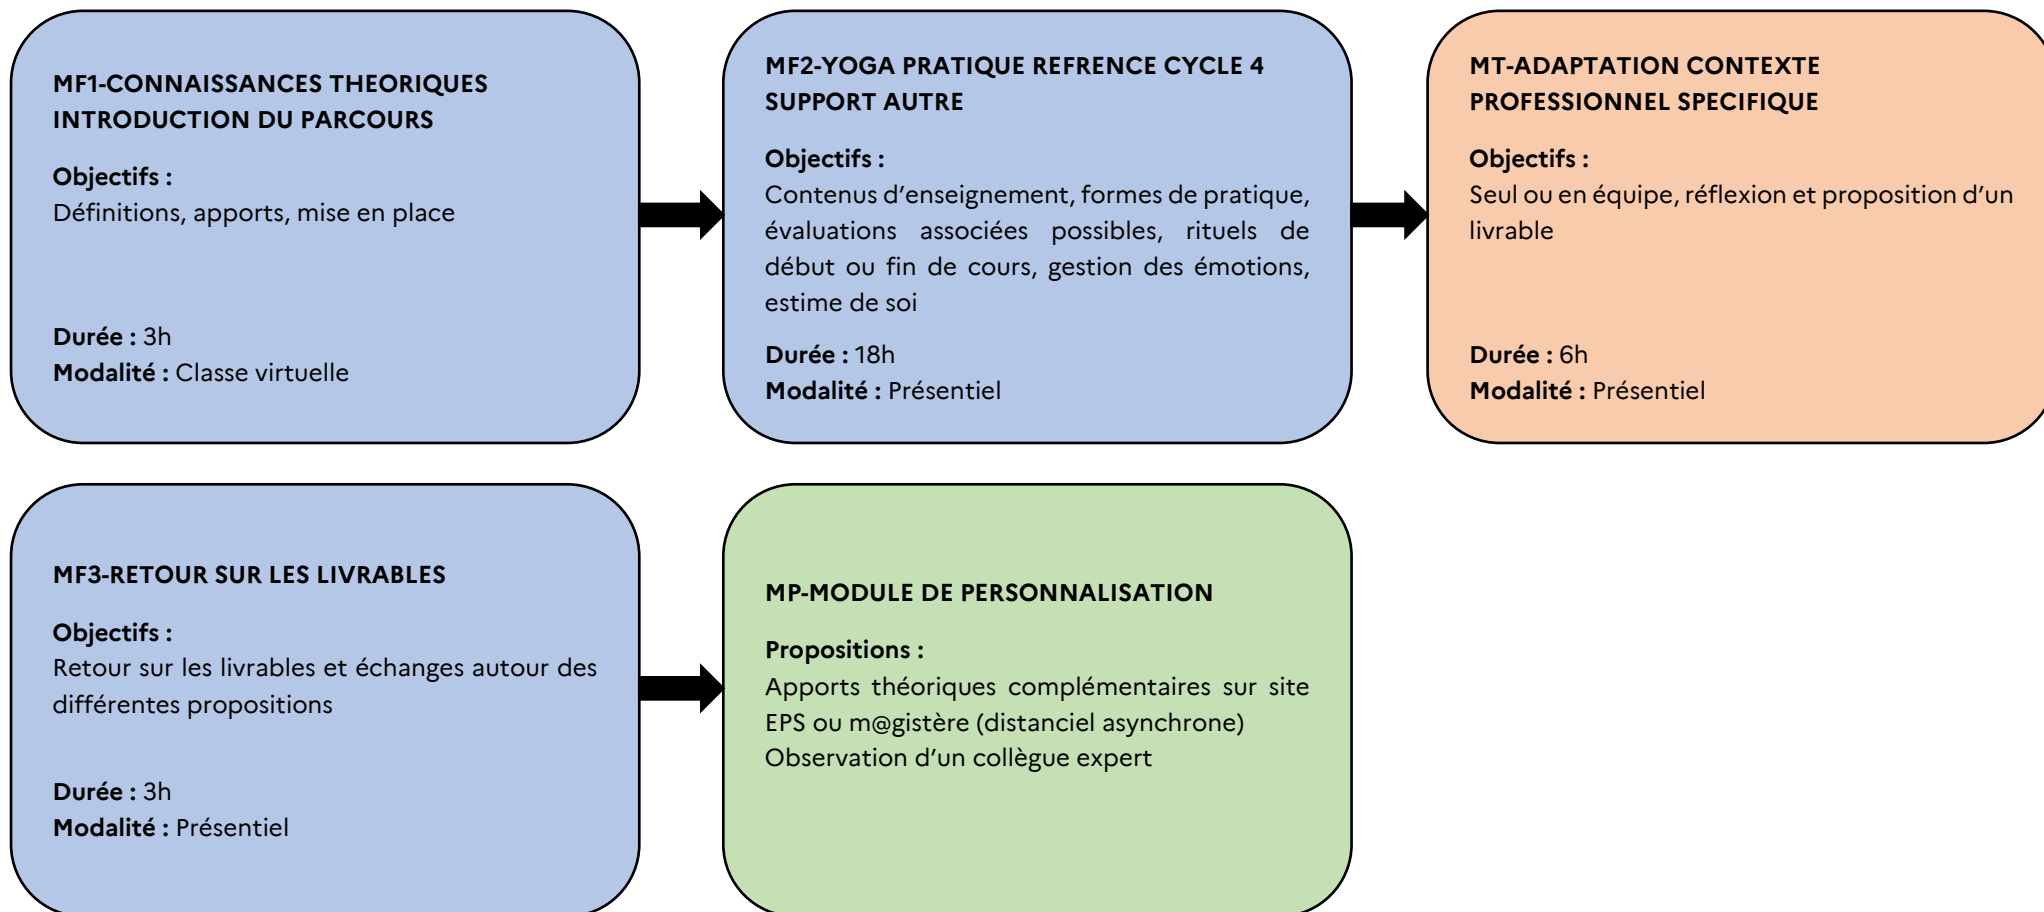 MF1-CONNAISSANCES THEORIQUES
INTRODUCTION DU PARCOURS
Objectifs :
Définitions, apports, mise en place
Durée : 3h
Modalité : Classe virtuelle
MF2-YOGA PRATIQUE REFRENCE CYCLE 4
SUPPORT AUTRE
Objectifs :
Contenus d’enseignement, formes de pratique,
évaluations associées possibles, rituels de
début ou fin de cours, gestion des émotions,
estime de soi
Durée : 18h
Modalité : Présentiel
MT-ADAPTATION CONTEXTE
PROFESSIONNEL SPECIFIQUE
Objectifs :
Seul ou en équipe, réflexion et proposition d’un
livrable
Durée : 6h
Modalité : Présentiel
MF3-RETOUR SUR LES LIVRABLES
Objectifs :
Retour sur les livrables et échanges autour des
différentes propositions
Durée : 3h
Modalité : Présentiel
MP-MODULE DE PERSONNALISATION
Propositions :
Apports théoriques complémentaires sur site
EPS ou m@gistère (distanciel asynchrone)
Observation d’un collègue expert